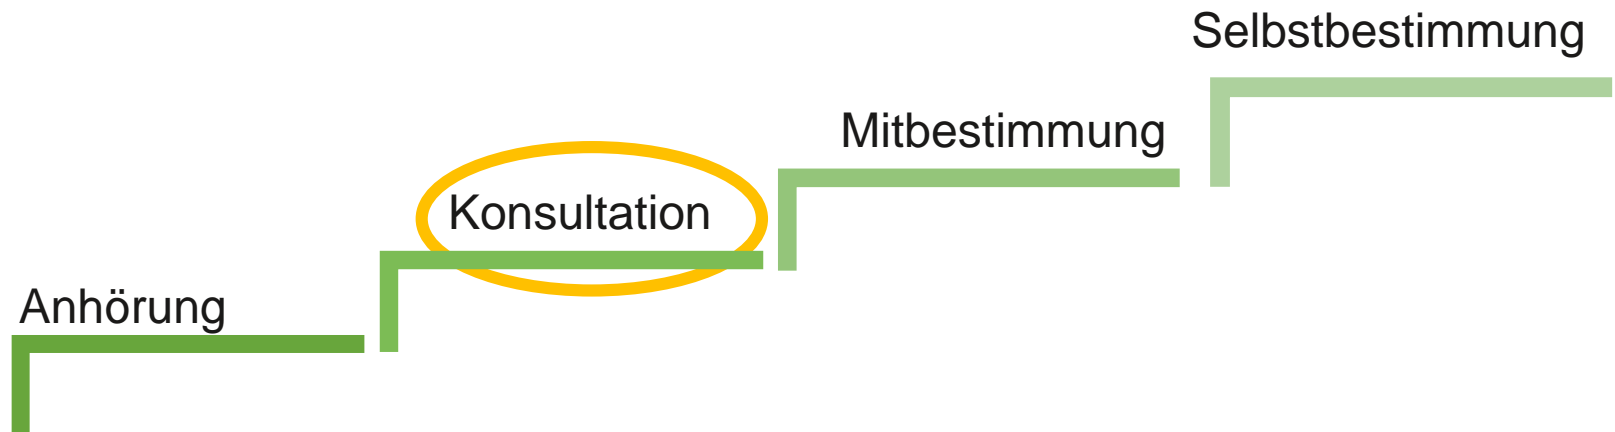 Selbstbestimmung
Mitbestimmung
Konsultation
Anhörung